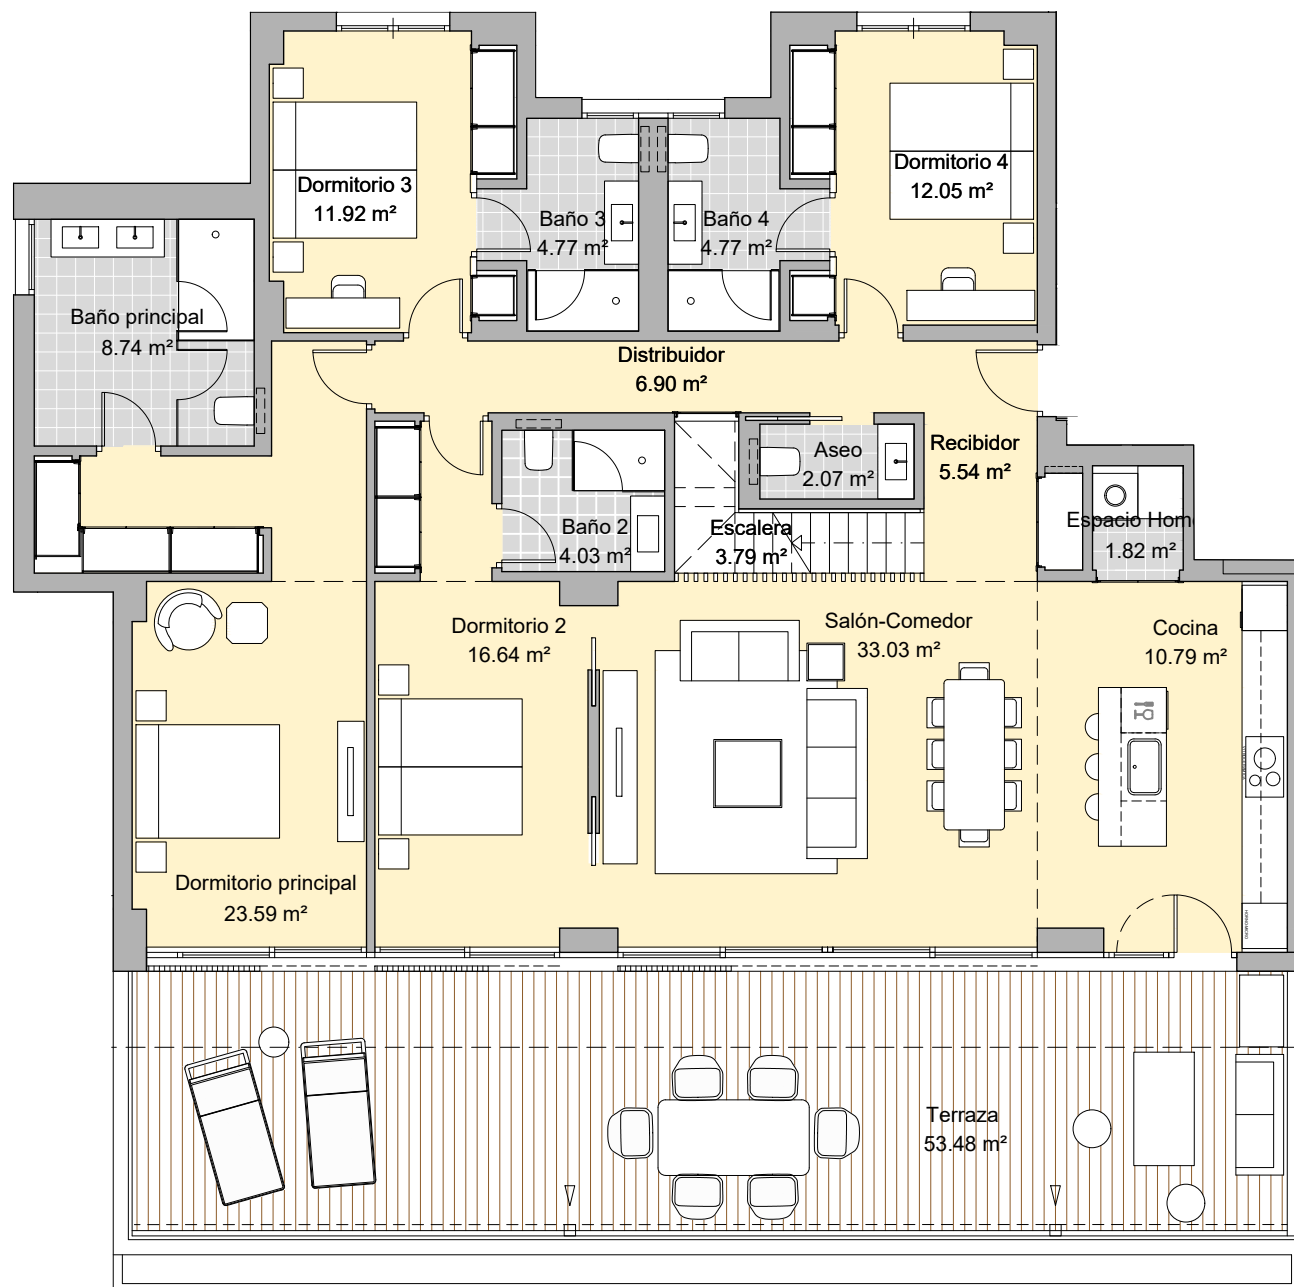 Dormitorio 3
11.92 m²
Dormitorio 4
12.05 m²
Baño 3
4.77 m²
Baño 4
4.77 m²
Baño principal
8.74 m²
Distribuidor
6.90 m²
Aseo
2.07 m²
Recibidor
5.54 m²
Baño 2
4.03 m²
Escalera
3.79 m²
Espacio Hom
1.82 m²
Dormitorio 2
16.64 m²
Salón-Comedor
33.03 m²
Cocina
10.79 m²
Dormitorio principal
23.59 m²
Terraza
53.48 m²